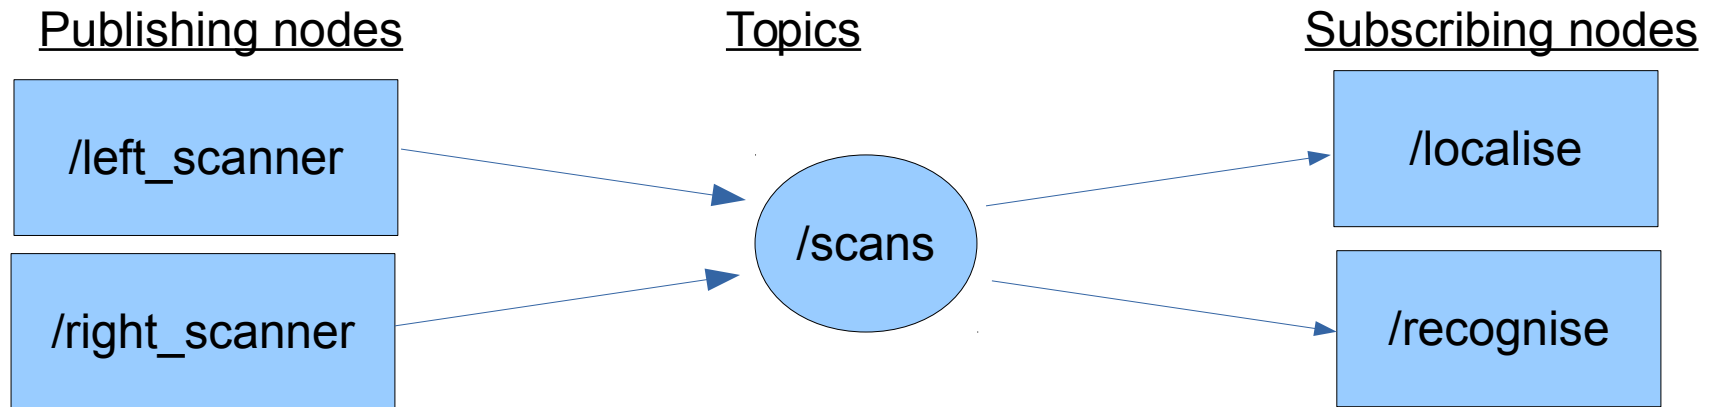 Publishing nodes
Topics
Subscribing nodes
/left_scanner
/localise
/scans
/right_scanner
/recognise